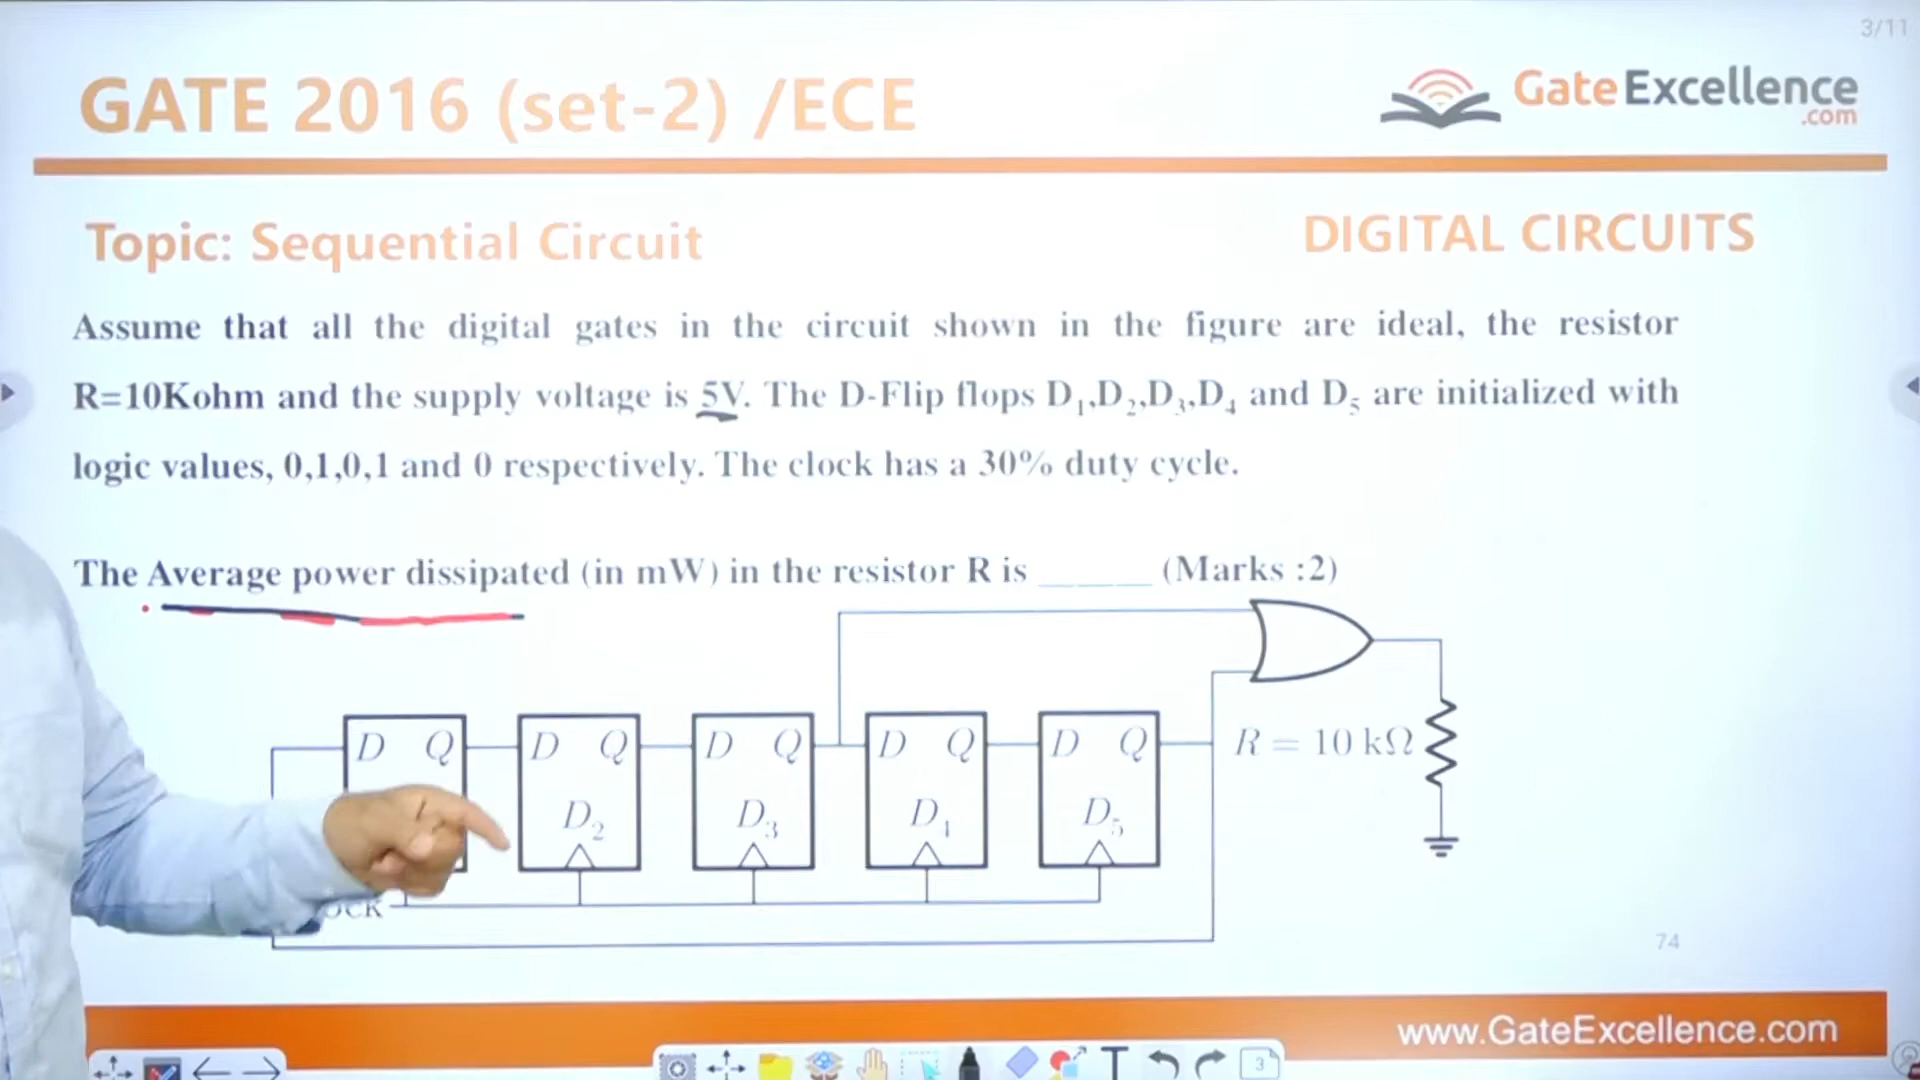 3/11
GATE 2016 (set-2) /ECE
GateExcellence
.com
Topic: Sequential Circuit
DIGITAL CIRCUITS
Assume that all the digital gates in the circuit shown in the figure are ideal, the resistor
R=10Kohm and the supply voltage is 5V. The D-Flip flops D₁,D₂,D₃,D₄ and D₅ are initialized with
logic values, 0,1,0,1 and 0 respectively. The clock has a 30% duty cycle.
The Average power dissipated (in mW) in the resistor R is ______ (Marks :2)
D Q D Q D Q D Q D Q
R = 10 kΩ
D₂ D₃ D₄ D₅
74
www.GateExcellence.com
T 3